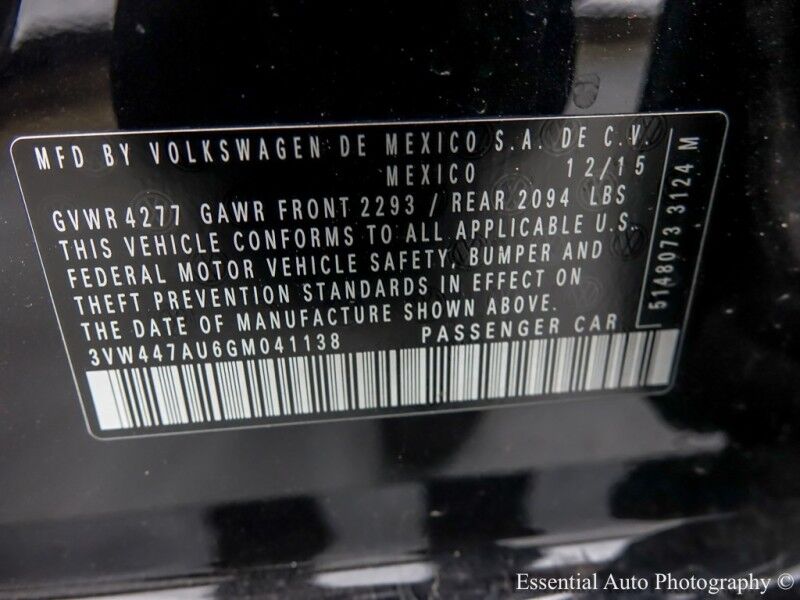 MFD BY VOLKSWAGEN DE MEXICO S.A. DE C.V.
MEXICO 12/15
GVWR 4277 GAWR FRONT 2293 / REAR 2094 LBS
THIS VEHICLE CONFORMS TO ALL APPLICABLE U.S.
FEDERAL MOTOR VEHICLE SAFETY, BUMPER AND
THEFT PREVENTION STANDARDS IN EFFECT ON
THE DATE OF MANUFACTURE SHOWN ABOVE.
3VW447AU6GM041138 PASSENGER CAR
5148073 3124 M
Essential Auto Photography ©